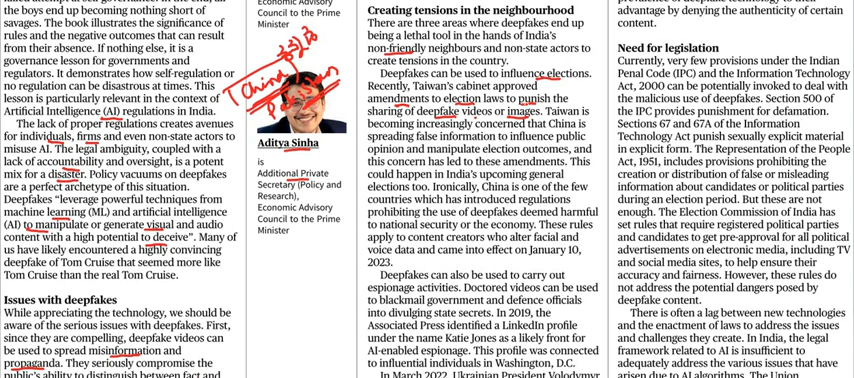 the boys end up becoming nothing short of
savages. The book illustrates the significance of
rules and the negative outcomes that can result
from their absence. If nothing else, it is a
governance lesson for governments and
regulators. It demonstrates how self-regulation or
no regulation can be disastrous at times. This
lesson is particularly relevant in the context of
Artificial Intelligence (AI) regulations in India.
The lack of proper regulations creates avenues
for individuals, firms and even non-state actors to
misuse AI. The legal ambiguity, coupled with a
lack of accountability and oversight, is a potent
mix for a disaster. Policy vacuums on deepfakes
are a perfect archetype of this situation.
Deepfakes “leverage powerful techniques from
machine learning (ML) and artificial intelligence
(AI) to manipulate or generate visual and audio
content with a high potential to deceive”. Many of
us have likely encountered a highly convincing
deepfake of Tom Cruise that seemed more like
Tom Cruise than the real Tom Cruise.
Issues with deepfakes
While appreciating the technology, we should be
aware of the serious issues with deepfakes. First,
since they are compelling, deepfake videos can
be used to spread misinformation and
propaganda. They seriously compromise the
public’s ability to distinguish between fact and
Economic Advisory
Council to the Prime
Minister
Aditya Sinha
is
Additional Private
Secretary (Policy and
Research),
Economic Advisory
Council to the Prime
Minister
Creating tensions in the neighbourhood
There are three areas where deepfakes end up
being a lethal tool in the hands of India’s
non-friendly neighbours and non-state actors to
create tensions in the country.
Deepfakes can be used to influence elections.
Recently, Taiwan’s cabinet approved
amendments to election laws to punish the
sharing of deepfake videos or images. Taiwan is
becoming increasingly concerned that China is
spreading false information to influence public
opinion and manipulate election outcomes, and
this concern has led to these amendments. This
could happen in India’s upcoming general
elections too. Ironically, China is one of the few
countries which has introduced regulations
prohibiting the use of deepfakes deemed harmful
to national security or the economy. These rules
apply to content creators who alter facial and
voice data and came into effect on January 10,
2023.
Deepfakes can also be used to carry out
espionage activities. Doctored videos can be used
to blackmail government and defence officials
into divulging state secrets. In 2019, the
Associated Press identified a LinkedIn profile
under the name Katie Jones as a likely front for
AI-enabled espionage. This profile was connected
to influential individuals in Washington, D.C.
In March 2022, Ukrainian President Volodymyr
advantage by denying the authenticity of certain
content.
Need for legislation
Currently, very few provisions under the Indian
Penal Code (IPC) and the Information Technology
Act, 2000 can be potentially invoked to deal with
the malicious use of deepfakes. Section 500 of
the IPC provides punishment for defamation.
Sections 67 and 67A of the Information
Technology Act punish sexually explicit material
in explicit form. The Representation of the People
Act, 1951, includes provisions prohibiting the
creation or distribution of false or misleading
information about candidates or political parties
during an election period. But these are not
enough. The Election Commission of India has
set rules that require registered political parties
and candidates to get pre-approval for all political
advertisements on electronic media, including TV
and social media sites, to help ensure their
accuracy and fairness. However, these rules do
not address the potential dangers posed by
deepfake content.
There is often a lag between new technologies
and the enactment of laws to address the issues
and challenges they create. In India, the legal
framework related to AI is insufficient to
adequately address the various issues that have
arisen due to AI algorithms. The Union